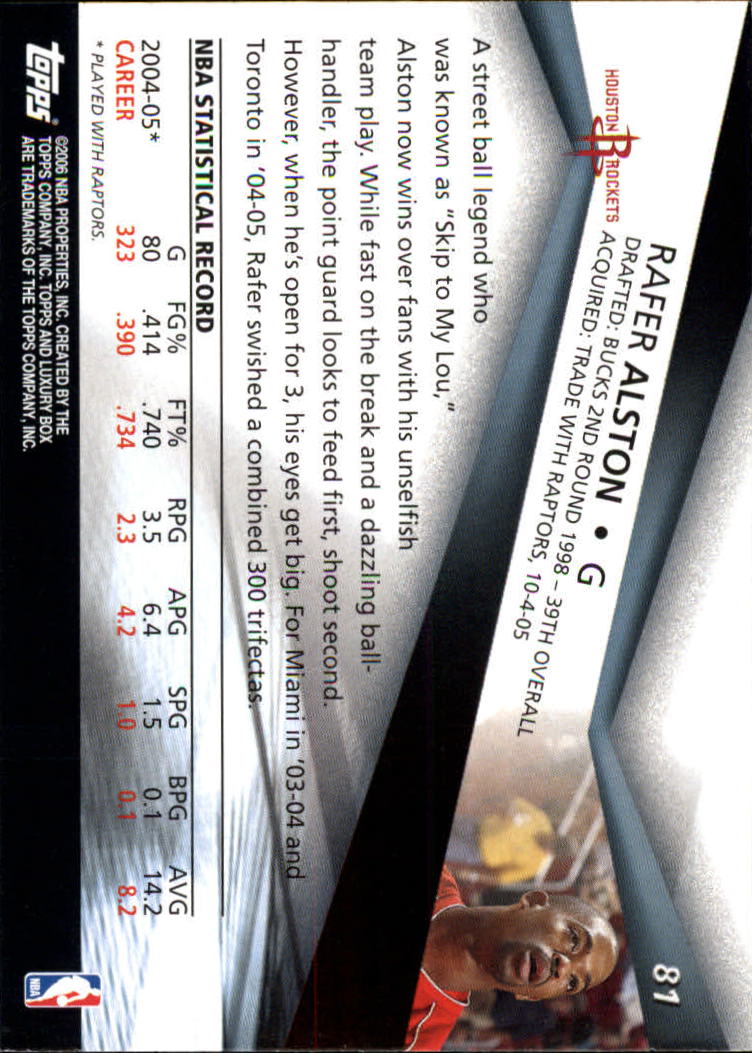 81
RAFER ALSTON • G
DRAFTED: BUCKS 2ND ROUND 1998 – 39TH OVERALL
ACQUIRED: TRADE WITH RAPTORS, 10-4-05
HOUSTON ROCKETS
A street ball legend who
was known as "Skip to My Lou,"
Alston now wins over fans with his unselfish
team play. While fast on the break and a dazzling ball-
handler, the point guard looks to feed first, shoot second.
However, when he's open for 3, his eyes get big. For Miami in '03-04 and
Toronto in '04-05, Rafer swished a combined 300 trifectas.
NBA STATISTICAL RECORD
G FG% FT% RPG APG SPG BPG AVG
2004-05* 80 .414 .740 3.5 6.4 1.5 0.1 14.2
CAREER 323 .390 .734 2.3 4.2 1.0 0.1 8.2
* PLAYED WITH RAPTORS.
topps®
©2006 NBA PROPERTIES, INC. CREATED BY THE
TOPPS COMPANY, INC. TOPPS AND LUXURY BOX
ARE TRADEMARKS OF THE TOPPS COMPANY, INC.
NBA